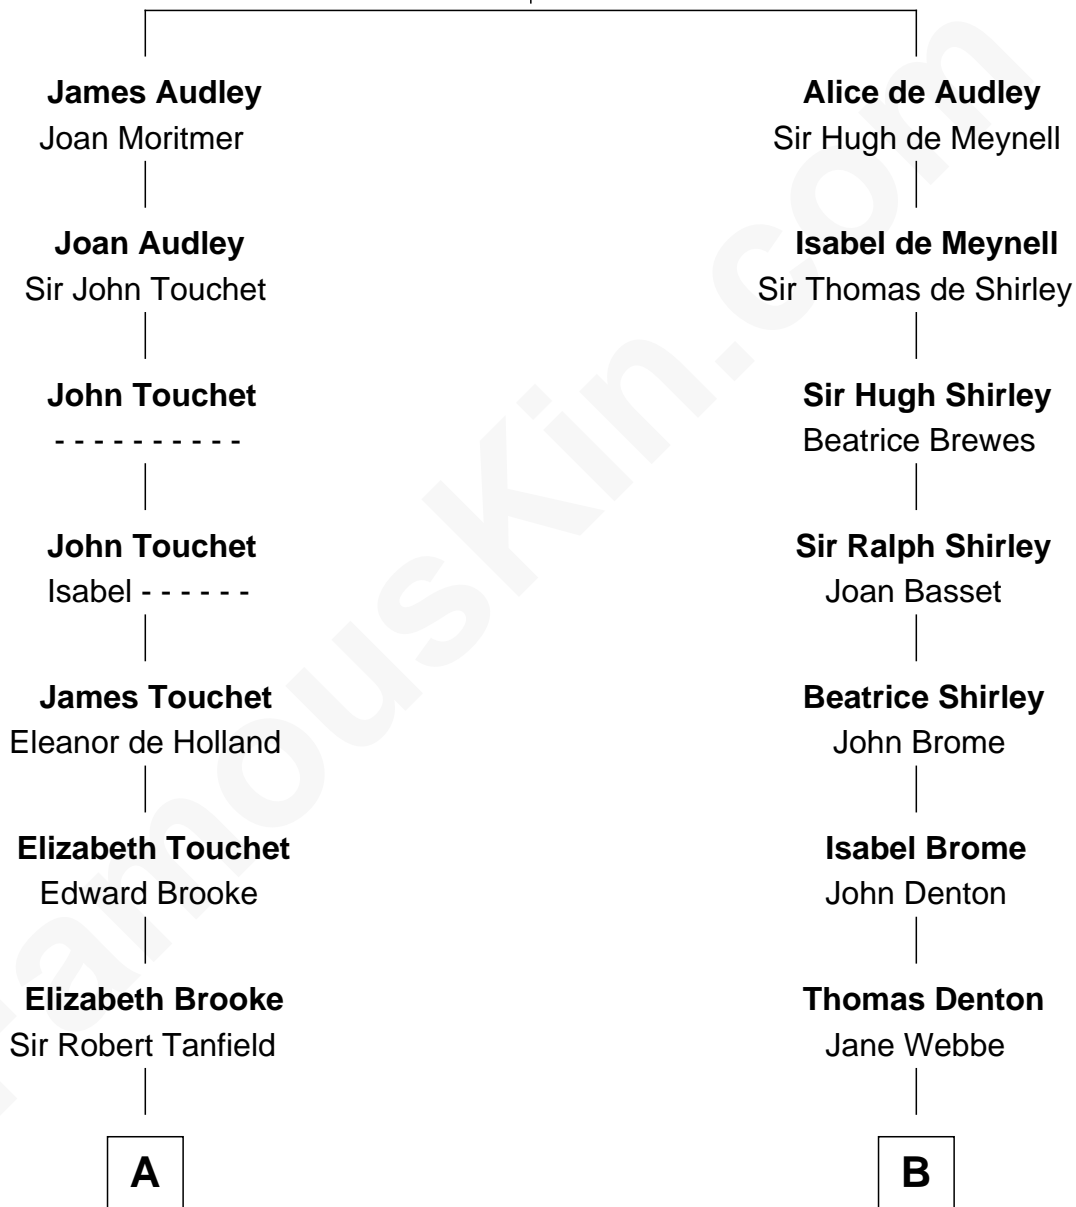 James Audley
Joan Moritmer
Joan Audley
Sir John Touchet
John Touchet
- - - - - - - - - -
John Touchet
Isabel - - - - - -
James Touchet
Eleanor de Holland
Elizabeth Touchet
Edward Brooke
Elizabeth Brooke
Sir Robert Tanfield
A
Alice de Audley
Sir Hugh de Meynell
Isabel de Meynell
Sir Thomas de Shirley
Sir Hugh Shirley
Beatrice Brewes
Sir Ralph Shirley
Joan Basset
Beatrice Shirley
John Brome
Isabel Brome
John Denton
Thomas Denton
Jane Webbe
B
FamousKin.com